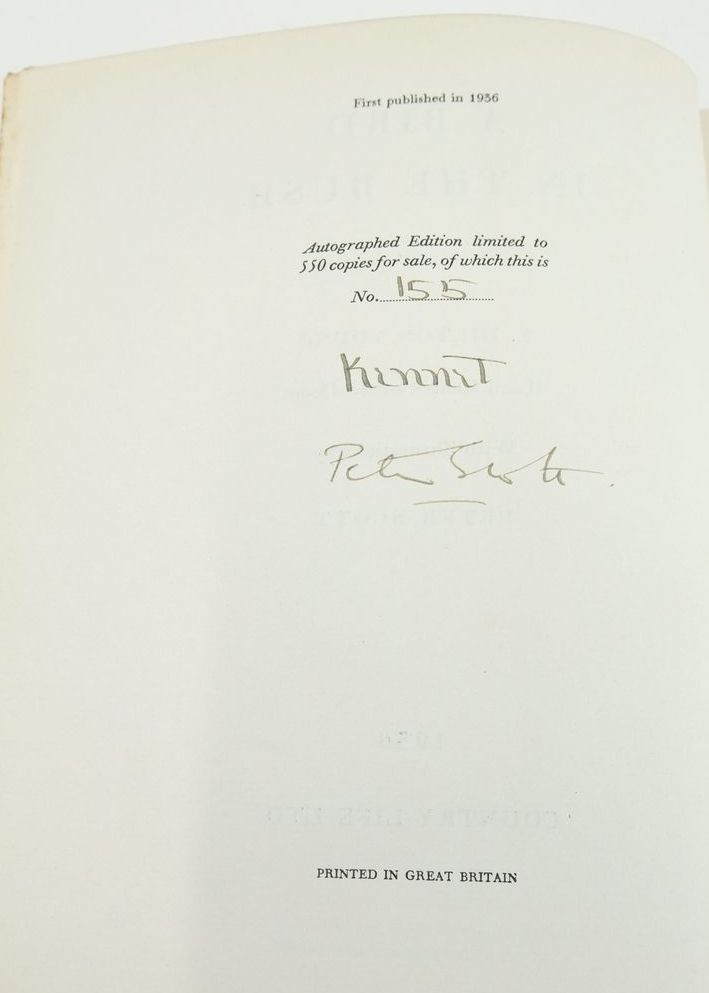 First published in 1936
Autographed Edition limited to
550 copies for sale, of which this is
No. 155
Kennet
Peter Scott
PRINTED IN GREAT BRITAIN